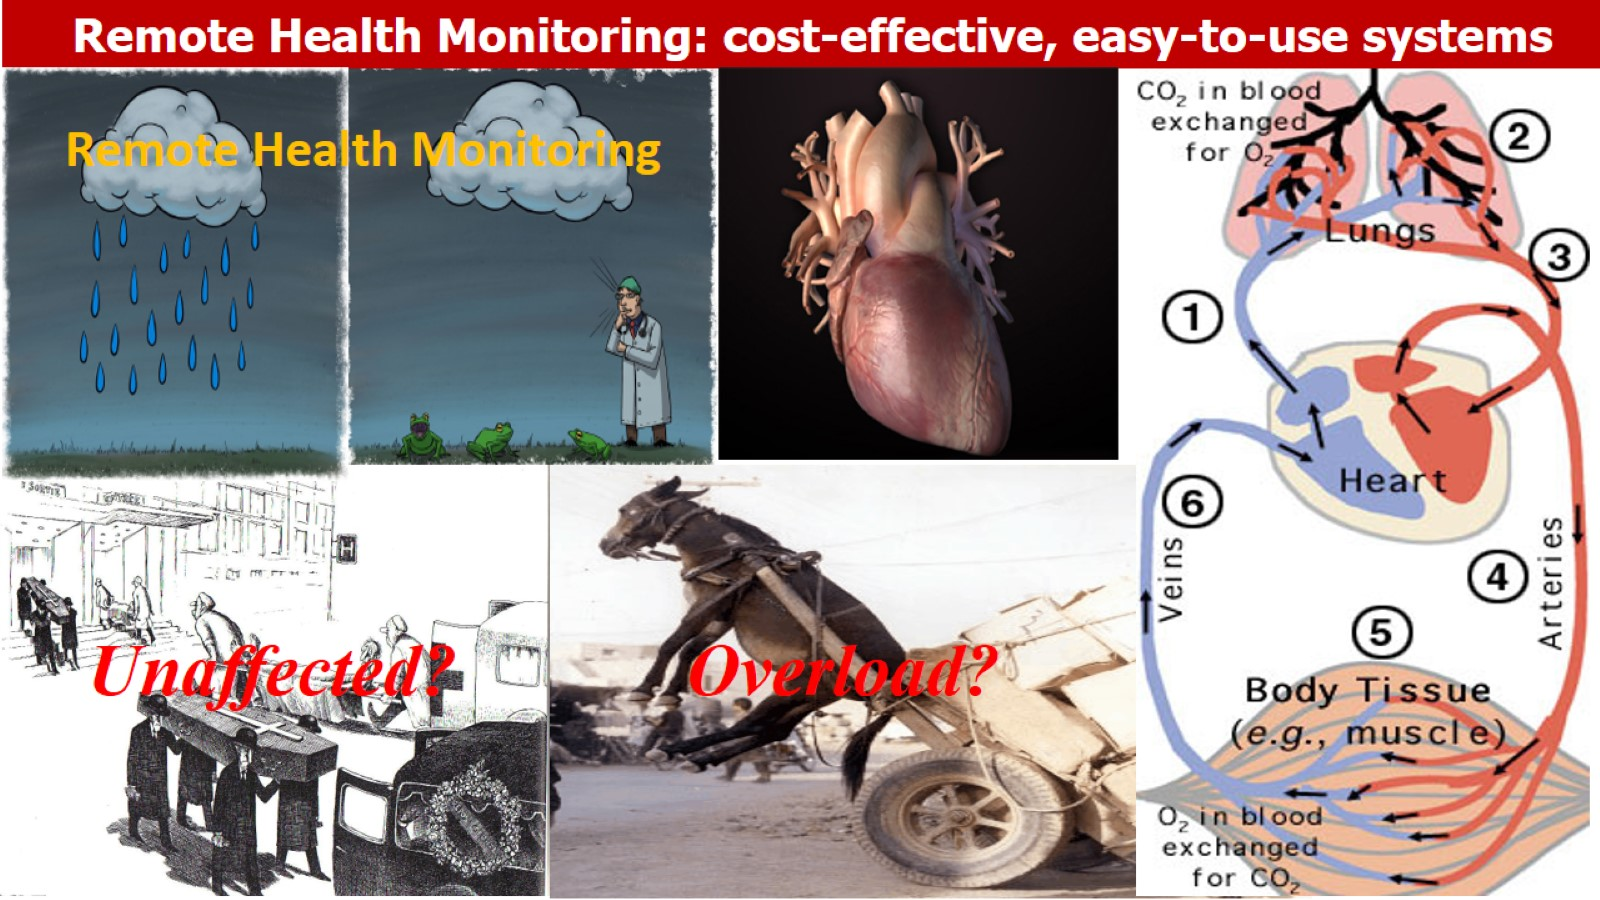 Remote Health Monitoring: cost-effective, easy-to-use systems
Remote Health Monitoring
CO2 in blood
exchanged
for O2
2
Lungs
3
1
Heart
6
Veins
4
Arteries
5
Body Tissue
(e.g., muscle)
O2 in blood
exchanged
for CO2
H
Unaffected?
Overload?